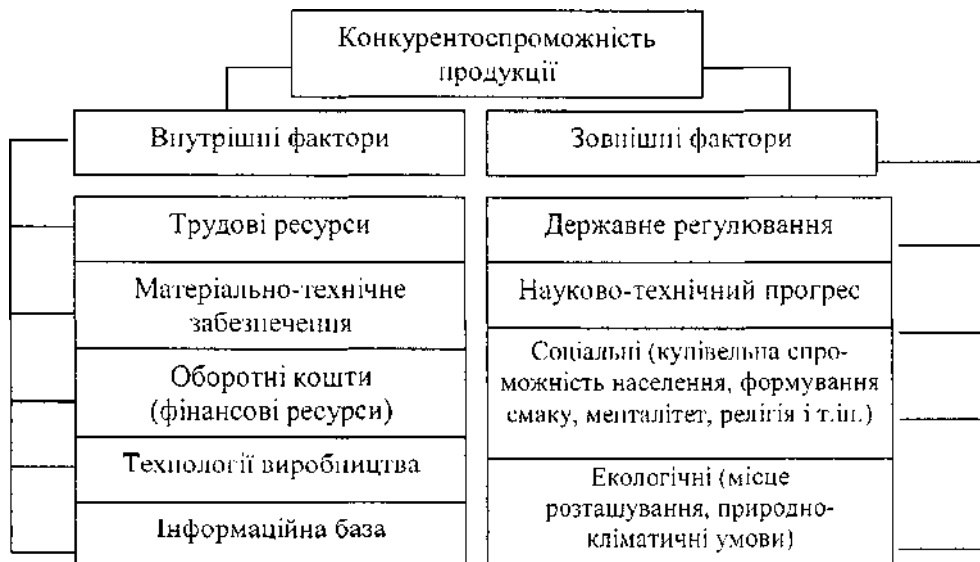 Конкурентоспроможність
продукції
Внутрішні фактори
Зовнішні фактори
Трудові ресурси
Матеріально-технічне
забезпечення
Оборотні кошти
(фінансові ресурси)
Технології виробництва
Інформаційна база
Державне регулювання
Науково-технічний прогрес
Соціальні (купівельна спро-
можність населення, формування
смаку, менталітет, релігія і т.ін.)
Екологічні (місце
розташування, природно-
кліматичні умови)